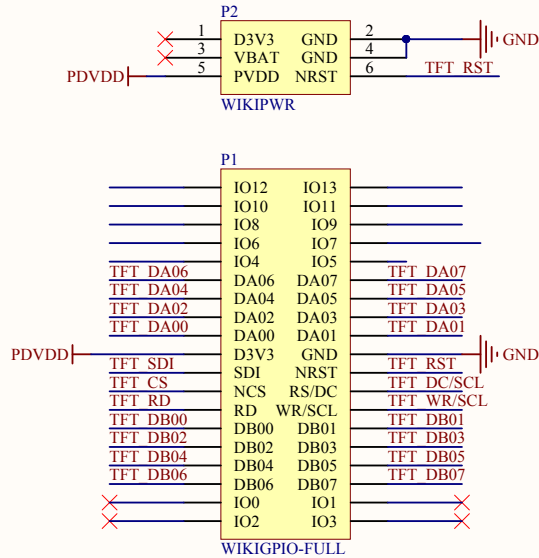 P2
1 D3V3 GND 2
3 VBAT GND 4 GND
PDVDD 5 PVDD NRST 6 TFT_RST
WIKIPWR
P1
IO12 IO13
IO10 IO11
IO8 IO9
IO6 IO7
IO4 IO5
TFT_DA06 DA06 DA07 TFT_DA07
TFT_DA04 DA04 DA05 TFT_DA05
TFT_DA02 DA02 DA03 TFT_DA03
TFT_DA00 DA00 DA01 TFT_DA01
PDVDD D3V3 GND GND
TFT_SDI SDI NRST TFT_RST
TFT_CS NCS RS/DC TFT_DC/SCL
TFT_RD RD WR/SCL TFT_WR/SCL
TFT_DB00 DB00 DB01 TFT_DB01
TFT_DB02 DB02 DB03 TFT_DB03
TFT_DB04 DB04 DB05 TFT_DB05
TFT_DB06 DB06 DB07 TFT_DB07
IO0 IO1
IO2 IO3
WIKIGPIO-FULL